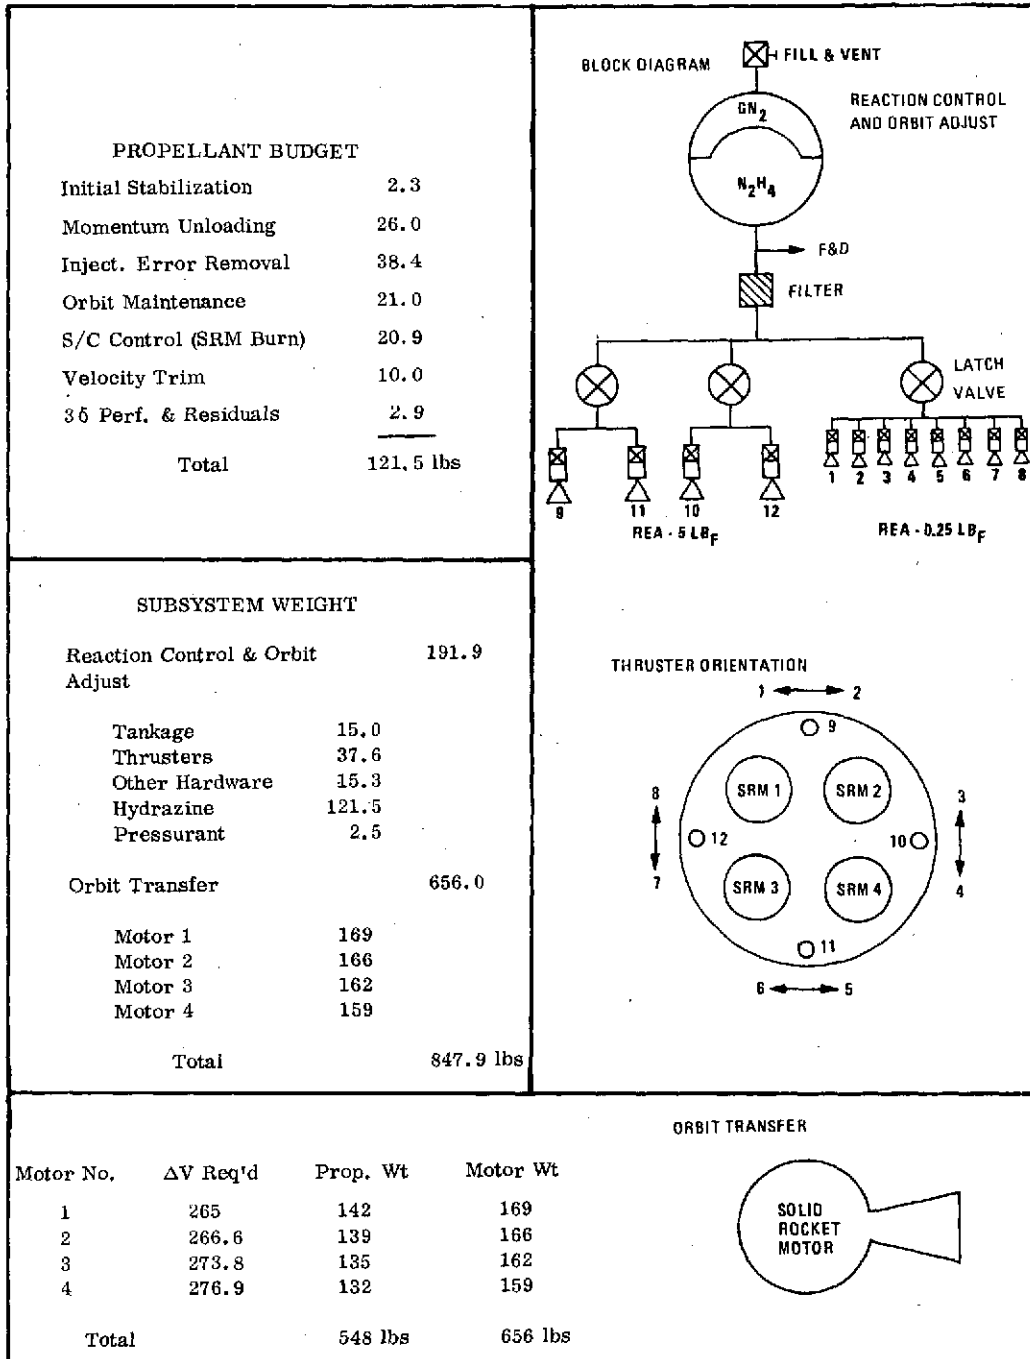 PROPELLANT BUDGET
Initial Stabilization 2.3
Momentum Unloading 26.0
Inject. Error Removal 38.4
Orbit Maintenance 21.0
S/C Control (SRM Burn) 20.9
Velocity Trim 10.0
3δ Perf. & Residuals 2.9
Total 121.5 lbs
BLOCK DIAGRAM
FILL & VENT
REACTION CONTROL
AND ORBIT ADJUST
GN2
N2H4
F&D
FILTER
LATCH
VALVE
9 11 10 12
1 2 3 4 5 6 7 8
REA - 5 LBF
REA - 0.25 LBF
SUBSYSTEM WEIGHT
Reaction Control & Orbit 191.9
Adjust
Tankage 15.0
Thrusters 37.6
Other Hardware 15.3
Hydrazine 121.5
Pressurant 2.5
Orbit Transfer 656.0
Motor 1 169
Motor 2 166
Motor 3 162
Motor 4 159
Total 847.9 lbs
THRUSTER ORIENTATION
1 2
9
SRM 1 SRM 2
8 3
12 10
7 4
SRM 3 SRM 4
11
6 5
ORBIT TRANSFER
Motor No. ΔV Req'd Prop. Wt Motor Wt
1 265 142 169
2 266.6 139 166
3 273.8 135 162
4 276.9 132 159
Total 548 lbs 656 lbs
SOLID
ROCKET
MOTOR